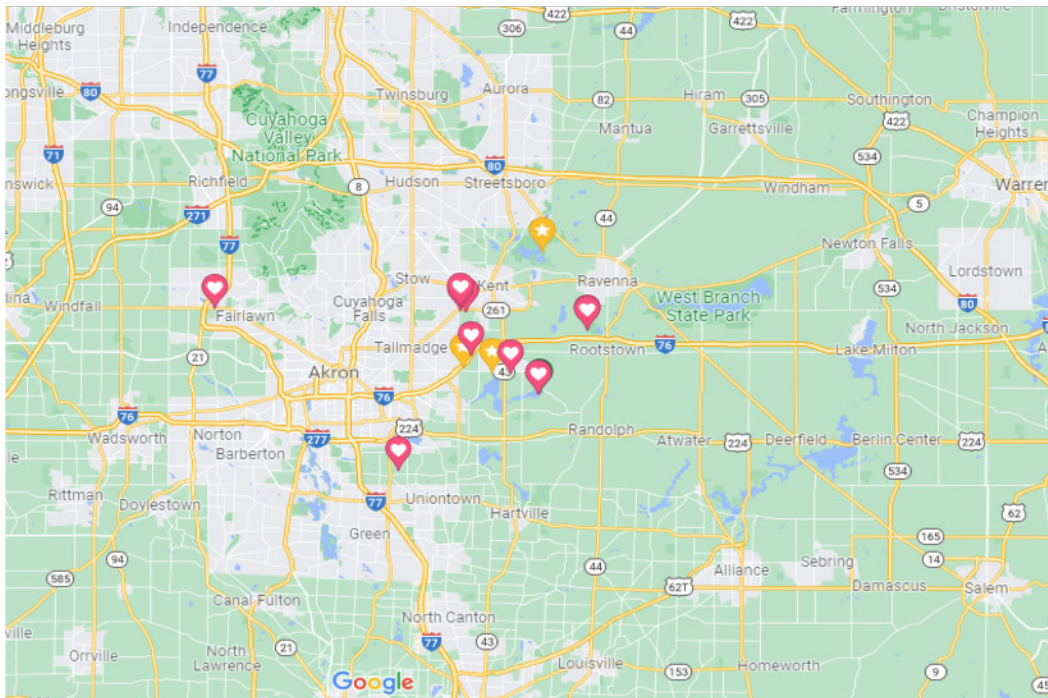 422
Farmington
Bristolville
Middleburg
Heights
Independence
306
44
422
77
ongsville
80
Twinsburg
Aurora
82
Hiram
305
Southington
422
Mantua
Garrettsville
Champion
Heights
Cuyahoga
Valley
National Park
71
80
534
nswick
94
Richfield
8
Hudson
Streetsboro
Windham
Warren
271
44
5
77
Newton Falls
Stow
Kent
Ravenna
Lordstown
dina
Windfall
Fairlawn
Cuyahoga
Falls
261
West Branch
State Park
534
80
North Jackson
21
Tallmadge
Rootstown
76
Lake Milton
Akron
43
76
76
224
Randolph
Atwater
224
Deerfield
Berlin Center
224
Wadsworth
Norton
277
Barberton
534
Rittman
Doylestown
77
Uniontown
Hartville
62
Green
165
94
44
14
585
62T
Alliance
Sebring
Damascus
Salem
Canal Fulton
North Canton
ville
Orrville
North
Lawrence
21
77
43
Louisville
153
Homeworth
9
45
Google